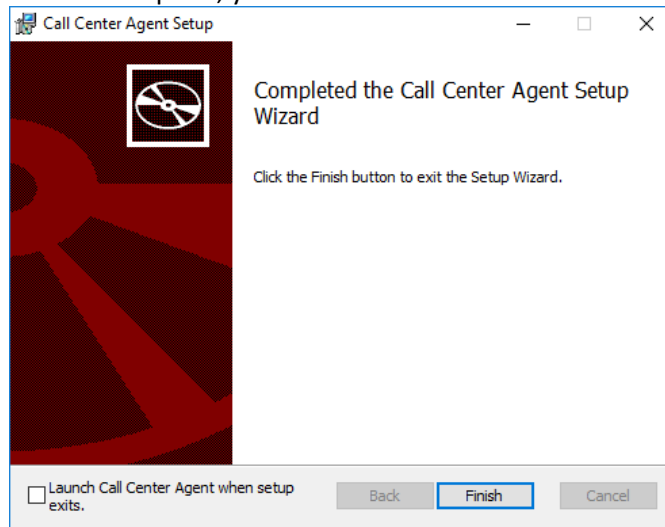 Call Center Agent Setup
Completed the Call Center Agent Setup
Wizard
Click the Finish button to exit the Setup Wizard.
Launch Call Center Agent when setup
exits.
Back
Finish
Cancel